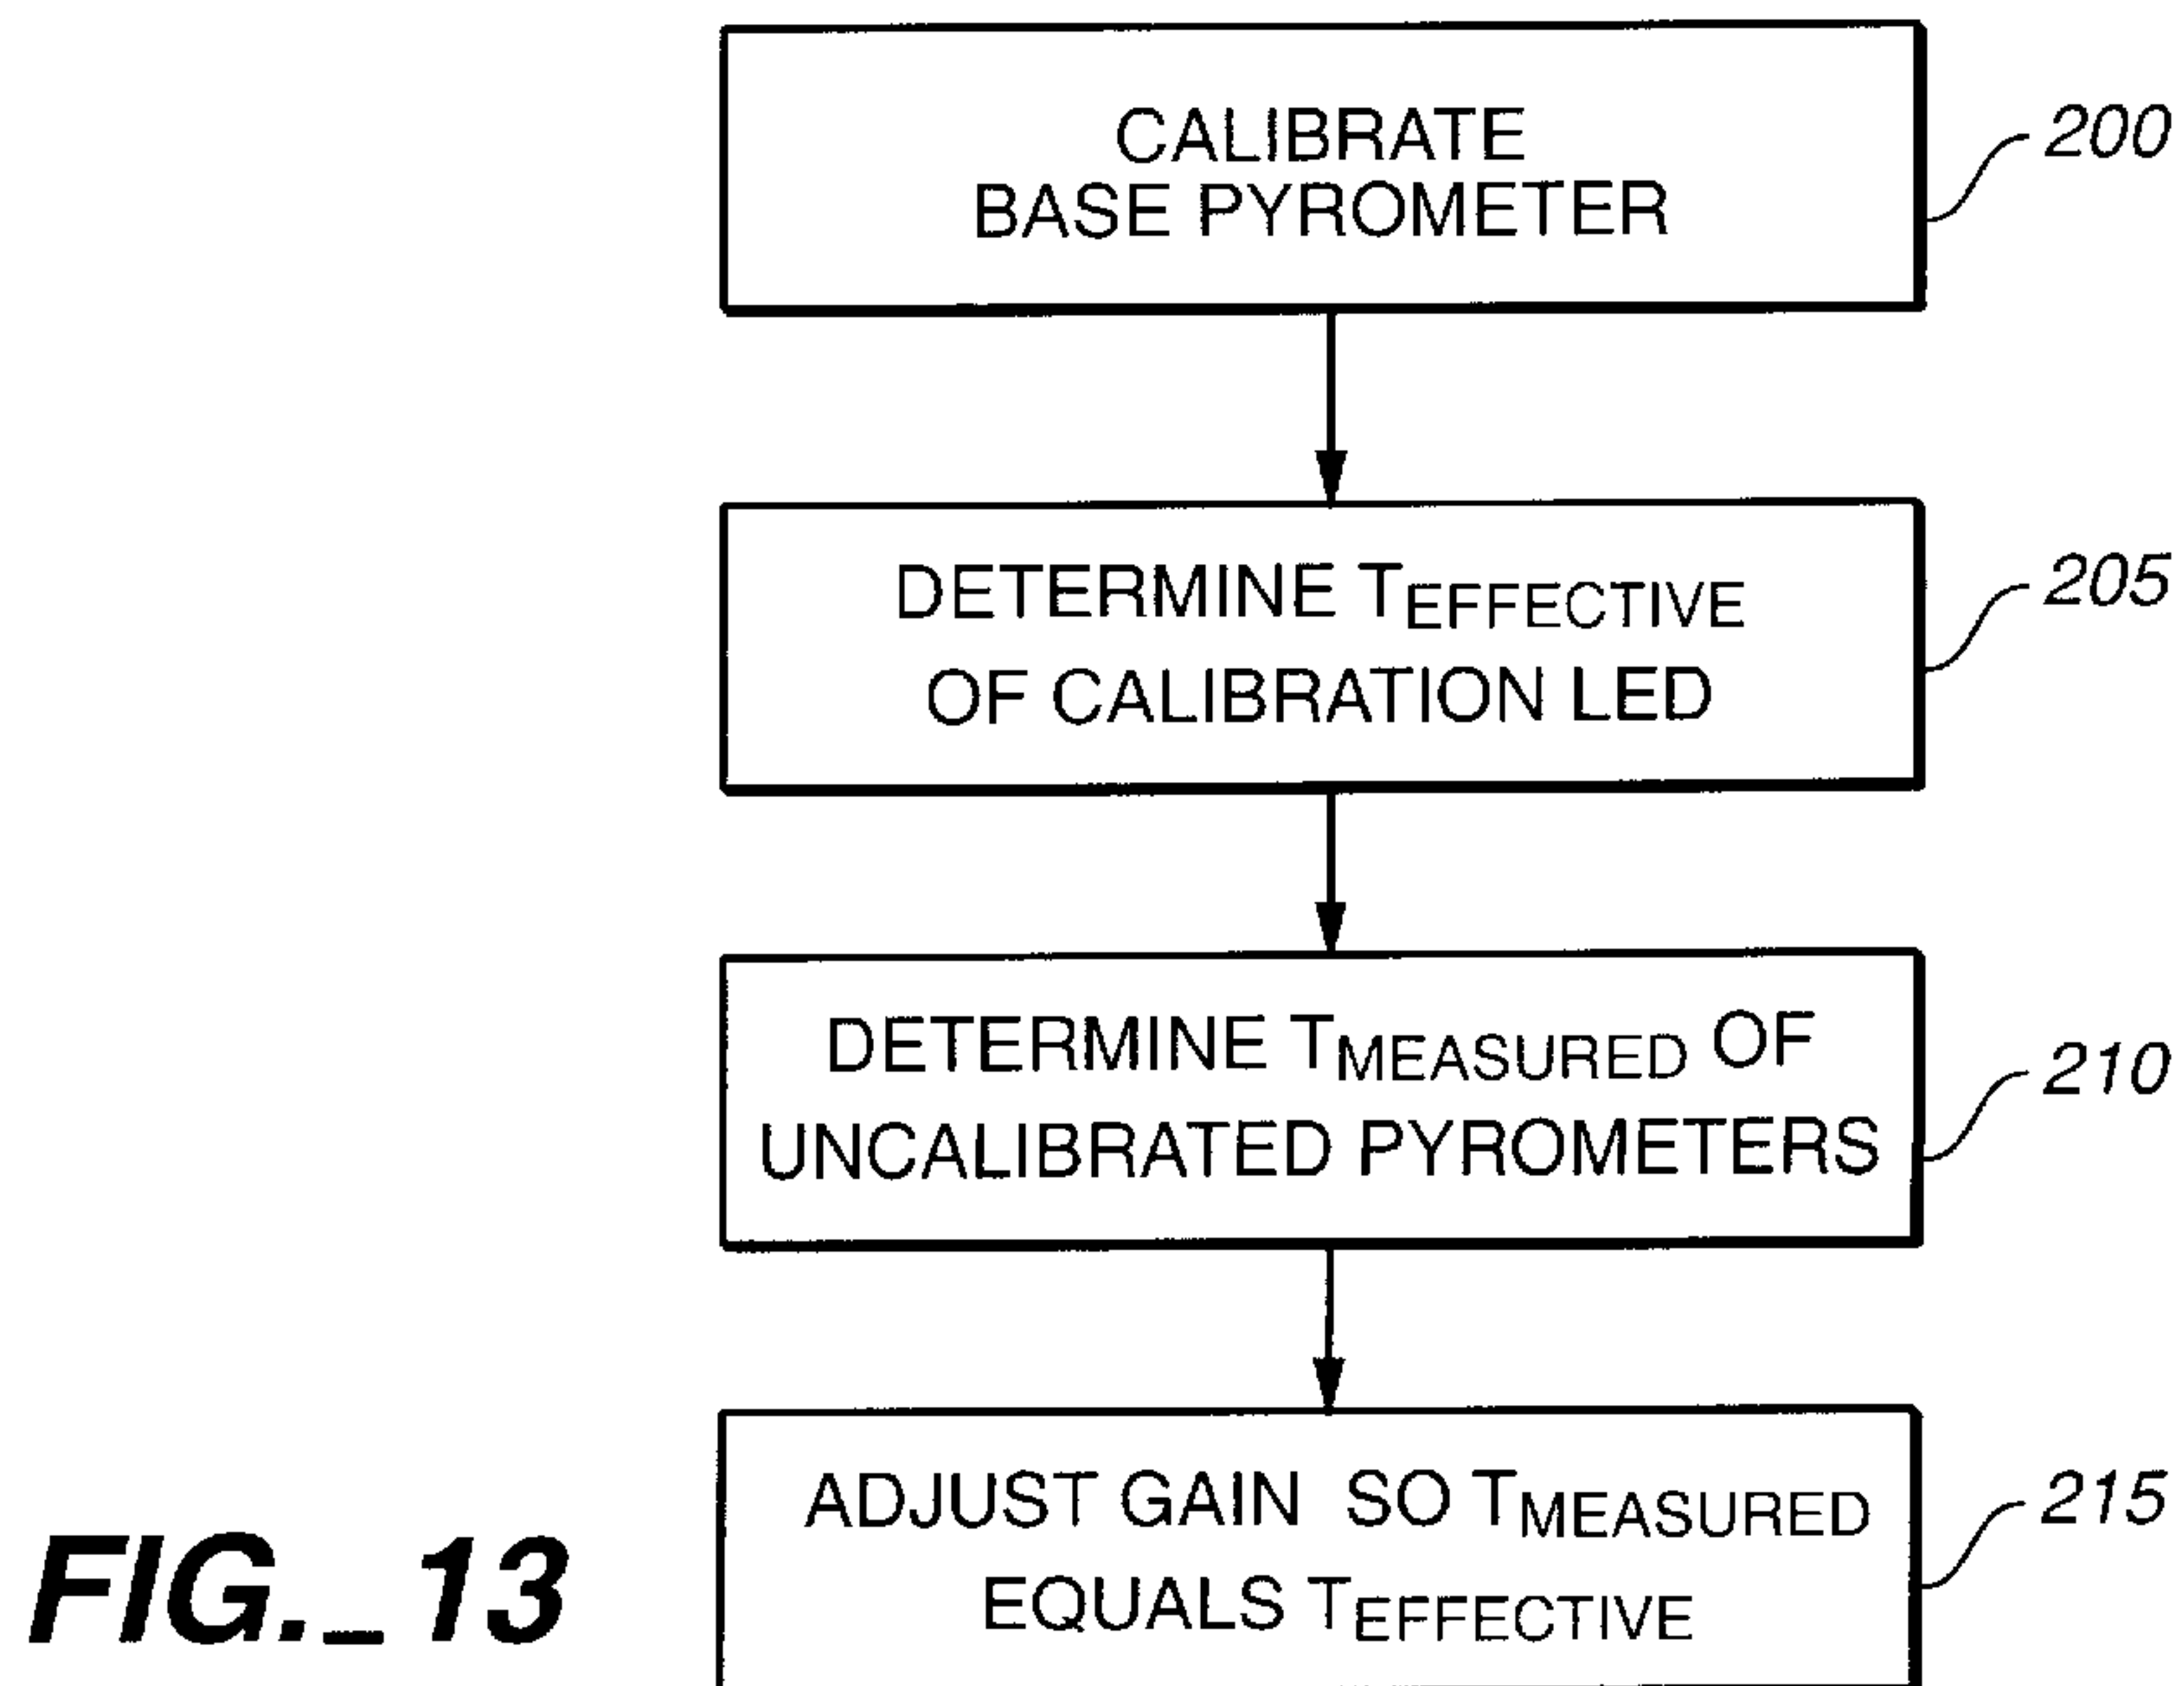 CALIBRATE
BASE PYROMETER
200
DETERMINE TEFFECTIVE
OF CALIBRATION LED
205
DETERMINE TMEASURED OF
UNCALIBRATED PYROMETERS
210
ADJUST GAIN SO TMEASURED
EQUALS TEFFECTIVE
215
FIG._13